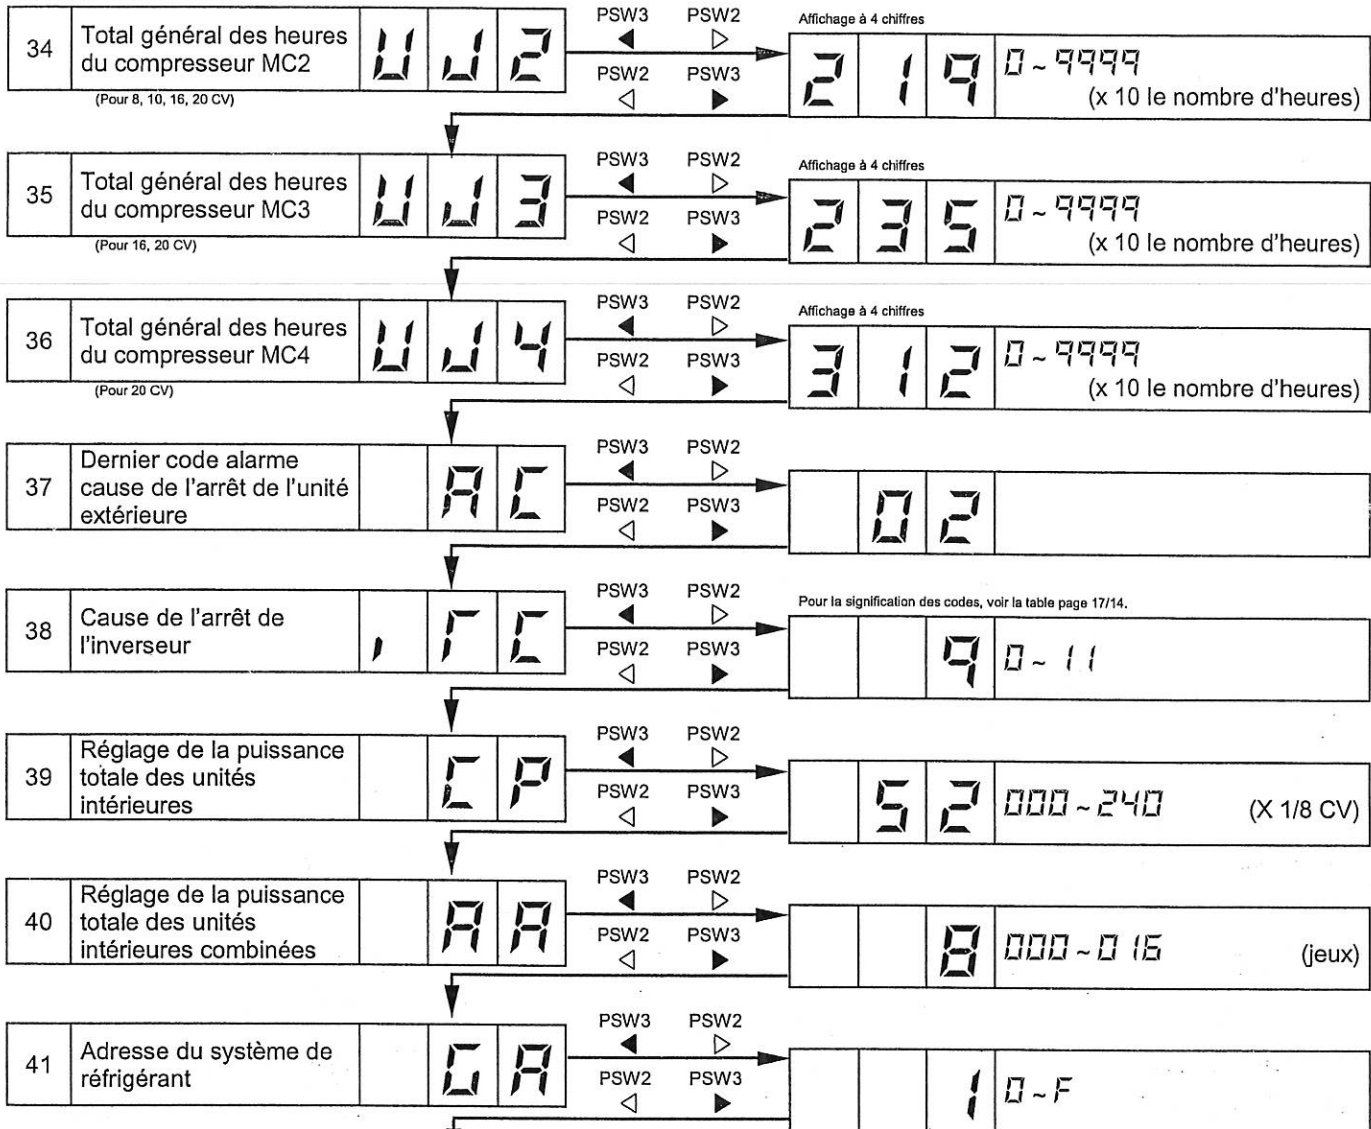 34 Total général des heures du compresseur MC2 UJ2
(Pour 8, 10, 16, 20 CV)
PSW3 PSW2
PSW2 PSW3
Affichage à 4 chiffres
219 0~9999
(x 10 le nombre d'heures)
35 Total général des heures du compresseur MC3 UJ3
(Pour 16, 20 CV)
PSW3 PSW2
PSW2 PSW3
Affichage à 4 chiffres
235 0~9999
(x 10 le nombre d'heures)
36 Total général des heures du compresseur MC4 UJ4
(Pour 20 CV)
PSW3 PSW2
PSW2 PSW3
Affichage à 4 chiffres
312 0~9999
(x 10 le nombre d'heures)
37 Dernier code alarme cause de l'arrêt de l'unité extérieure AC
PSW3 PSW2
PSW2 PSW3
02
38 Cause de l'arrêt de l'inverseur
PSW3 PSW2
PSW2 PSW3
Pour la signification des codes, voir la table page 17/14.
9 0~11
39 Réglage de la puissance totale des unités intérieures CP
PSW3 PSW2
PSW2 PSW3
52 000~240 (X 1/8 CV)
40 Réglage de la puissance totale des unités intérieures combinées AA
PSW3 PSW2
PSW2 PSW3
8 000~016 (jeux)
41 Adresse du système de réfrigérant GA
PSW3 PSW2
PSW2 PSW3
1 0~F